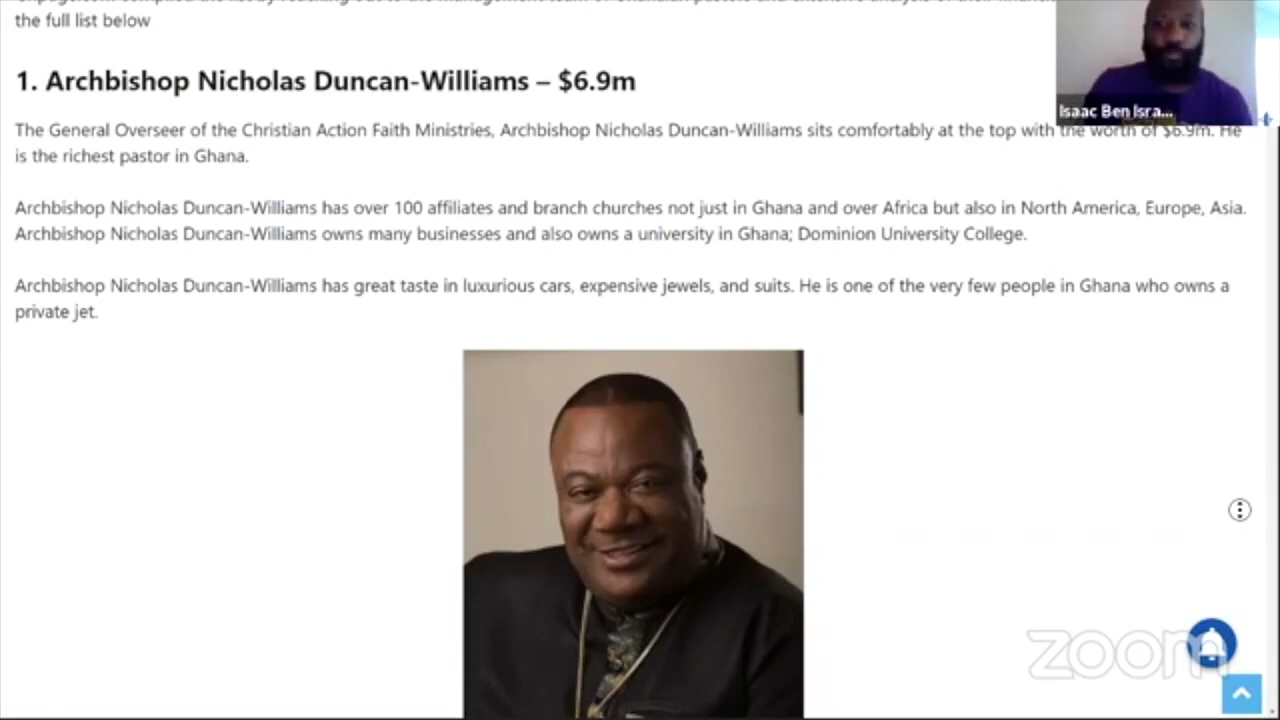 the full list below
1. Archbishop Nicholas Duncan-Williams – $6.9m
Isaac Ben Isra...
The General Overseer of the Christian Action Faith Ministries, Archbishop Nicholas Duncan-Williams sits comfortably at the top with the worth of $6.9m. He
is the richest pastor in Ghana.
Archbishop Nicholas Duncan-Williams has over 100 affiliates and branch churches not just in Ghana and over Africa but also in North America, Europe, Asia.
Archbishop Nicholas Duncan-Williams owns many businesses and also owns a university in Ghana; Dominion University College.
Archbishop Nicholas Duncan-Williams has great taste in luxurious cars, expensive jewels, and suits. He is one of the very few people in Ghana who owns a
private jet.
zoom